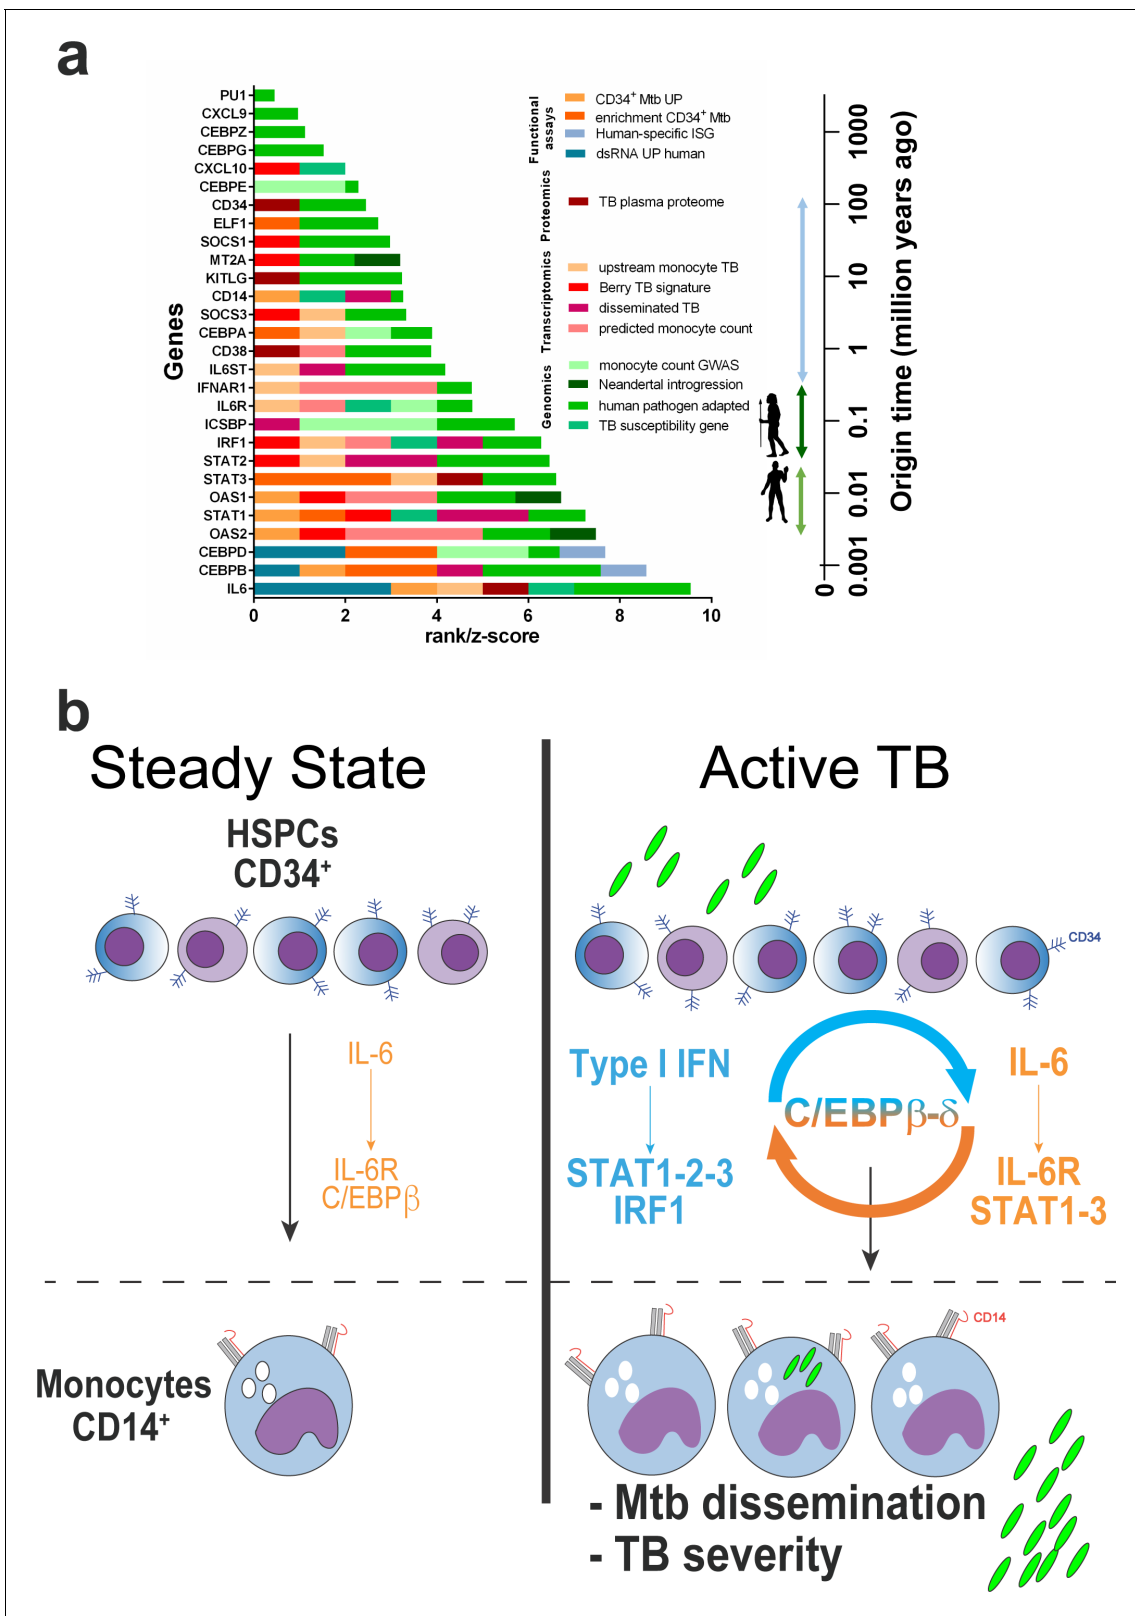 a
PU1
CXCL9
CEBPZ
CEBPG
CXCL10
CEBPE
CD34
ELF1
SOCS1
MT2A
KITLG
CD14
SOCS3
CEBPA
CD38
IL6ST
IFNAR1
IL6R
ICSBP
IRF1
STAT2
STAT3
OAS1
STAT1
OAS2
CEBPD
CEBPB
IL6
Genes
0 2 4 6 8 10
rank/z-score
Functional
assays
CD34+ Mtb UP
enrichment CD34+ Mtb
Human-specific ISG
dsRNA UP human
Proteomics
TB plasma proteome
Transcriptomics
upstream monocyte TB
Berry TB signature
disseminated TB
predicted monocyte count
Genomics
monocyte count GWAS
Neandertal introgression
human pathogen adapted
TB susceptibility gene
1000
100
10
1
0.1
0.01
0.001
0
Origin time (million years ago)
b
Steady State
HSPCs
CD34+
IL-6
IL-6R
C/EBPβ
Monocytes
CD14+
Active TB
CD34
Type I IFN
STAT1-2-3
IRF1
C/EBPβ-δ
IL-6
IL-6R
STAT1-3
CD14
- Mtb dissemination
- TB severity